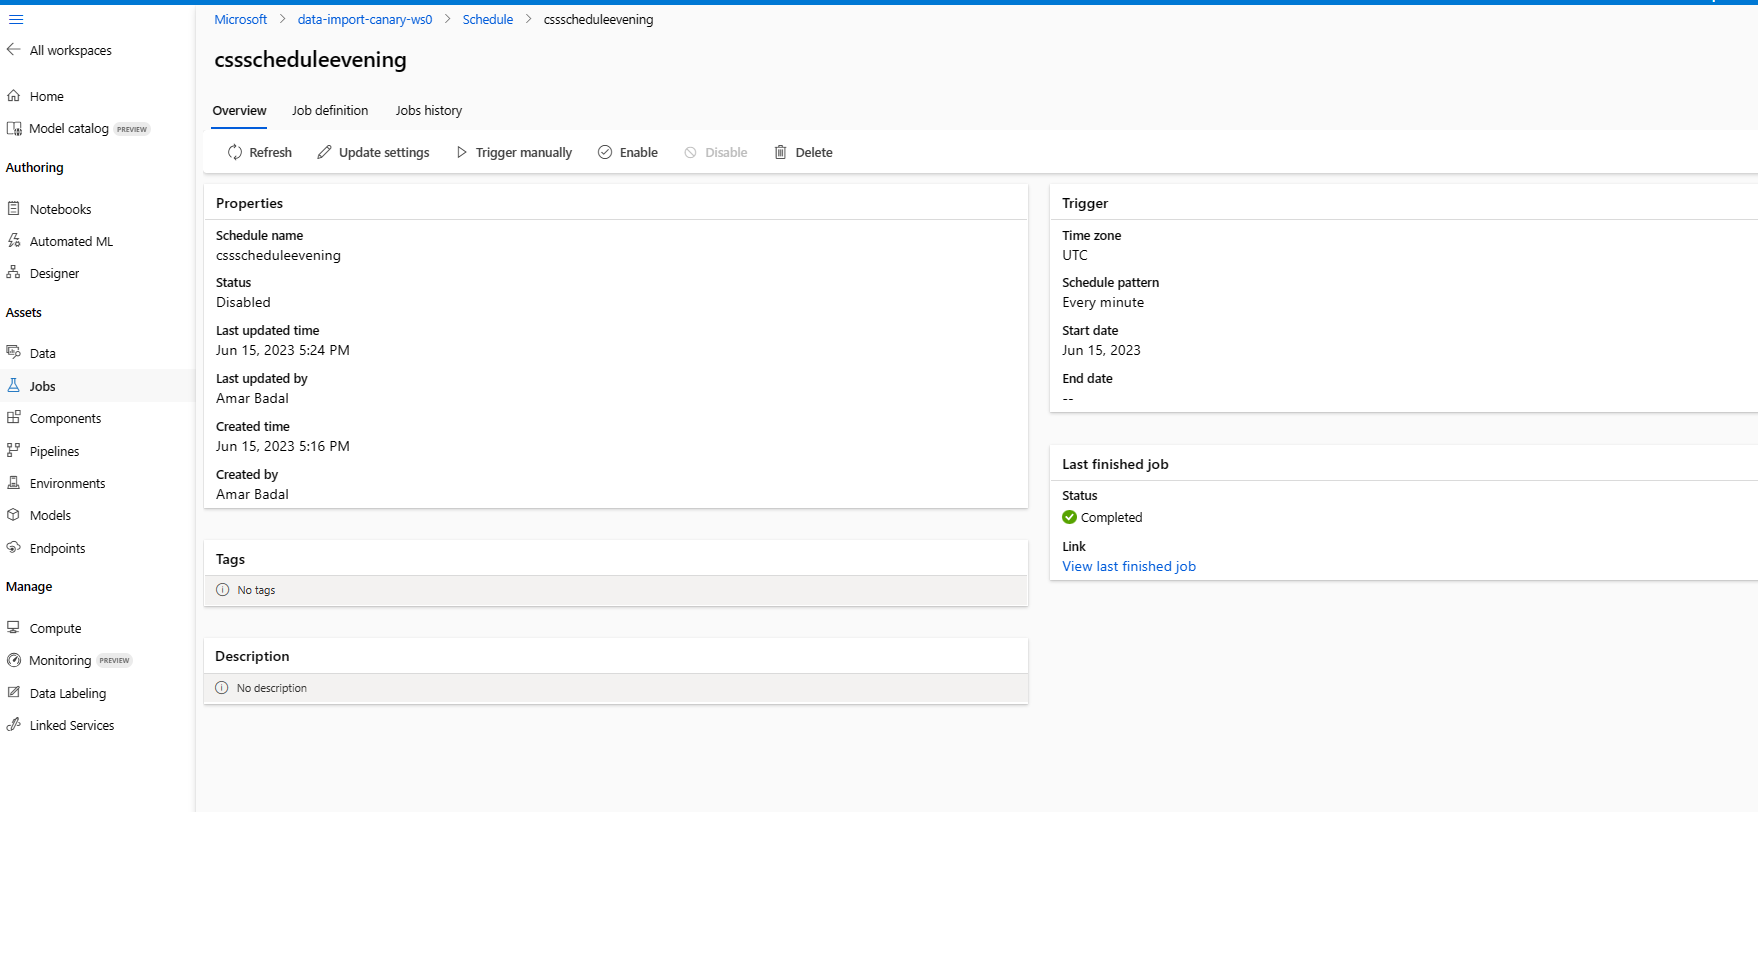 Microsoft > data-import-canary-ws0 > Schedule > cssscheduleevening
All workspaces
cssscheduleevening
Home
Model catalog PREVIEW
Authoring
Notebooks
Automated ML
Designer
Assets
Data
Jobs
Components
Pipelines
Environments
Models
Endpoints
Manage
Compute
Monitoring PREVIEW
Data Labeling
Linked Services
Overview Job definition Jobs history
Refresh Update settings Trigger manually Enable Disable Delete
Properties
Schedule name
cssscheduleevening
Status
Disabled
Last updated time
Jun 15, 2023 5:24 PM
Last updated by
Amar Badal
Created time
Jun 15, 2023 5:16 PM
Created by
Amar Badal
Tags
No tags
Description
No description
Trigger
Time zone
UTC
Schedule pattern
Every minute
Start date
Jun 15, 2023
End date
--
Last finished job
Status
Completed
Link
View last finished job